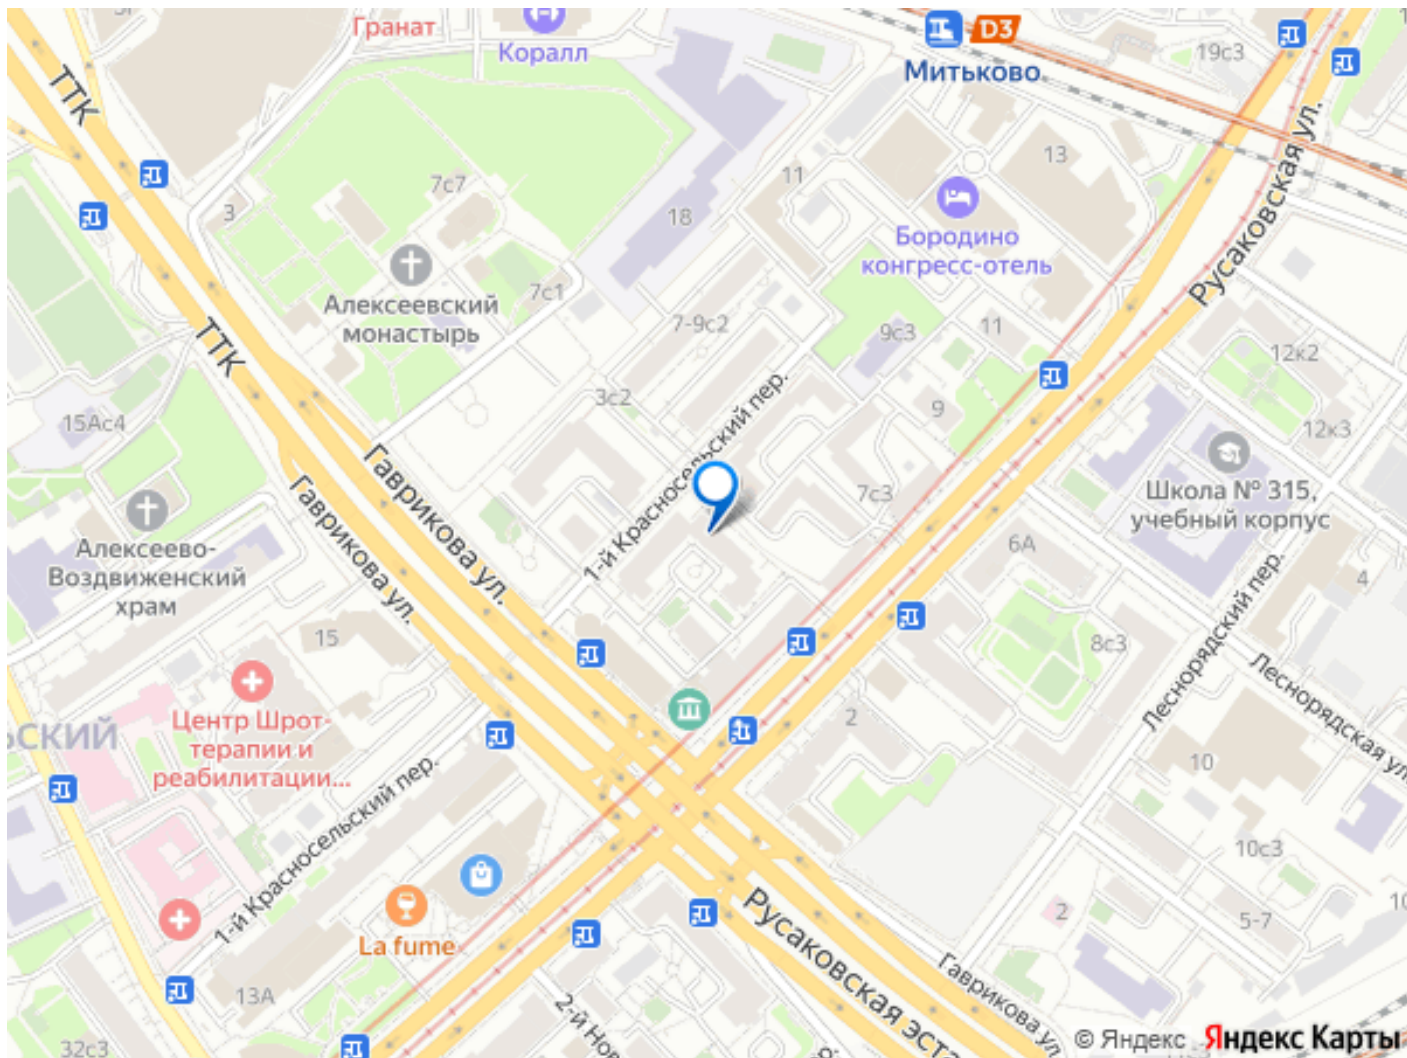 Гранат
Коралл
D3
Митьково
19с3
ТТК
Русаковская ул.
13
11
7с7
3
18
Бородино
конгресс-отель
Алексеевский
монастырь
7с1
7-9с2
9с3
11
12к2
ТТК
3с2
1-й Красносельский пер.
9
12к3
15Ас4
Гаврикова ул.
Гаврикова ул.
7с3
Школа № 315,
учебный корпус
Алексеево-
Воздвиженский
храм
6А
4
Леснорядский пер.
15
8с3
Леснорядская ул.
Центр Шрот-
терапии и
реабилитации...
ьский
2
10
1-й Красносельский пер.
10с3
La fume
2
5-7
Русаковская эста
13А
2-й Нов
Гаврикова ул
32с3
© Яндекс
Яндекс Карты